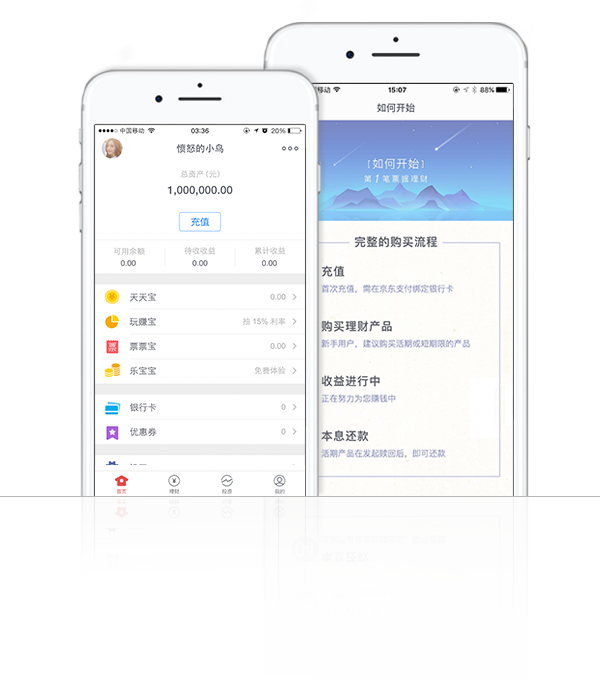 中国移动
03:36
20%
愤怒的小鸟
总资产(元)
1,000,000.00
充值
可用余额
待收收益
累计收益
0.00
0.00
0.00
天天宝
0.00
玩赚宝
抢 15% 利率
票票宝
0.00
乐宝宝
免费体验
银行卡
0
优惠券
0
首页
理财
投资
我的
移动
15:07
88%
如何开始
[如何开始]
第1笔票据理财
完整的购买流程
充值
首次充值,需在京东支付绑定银行卡
购买理财产品
新手用户,建议购买活期或短期限的产品
收益进行中
正在努力为您赚钱中
本息还款
活期产品在发起赎回后,即可还款